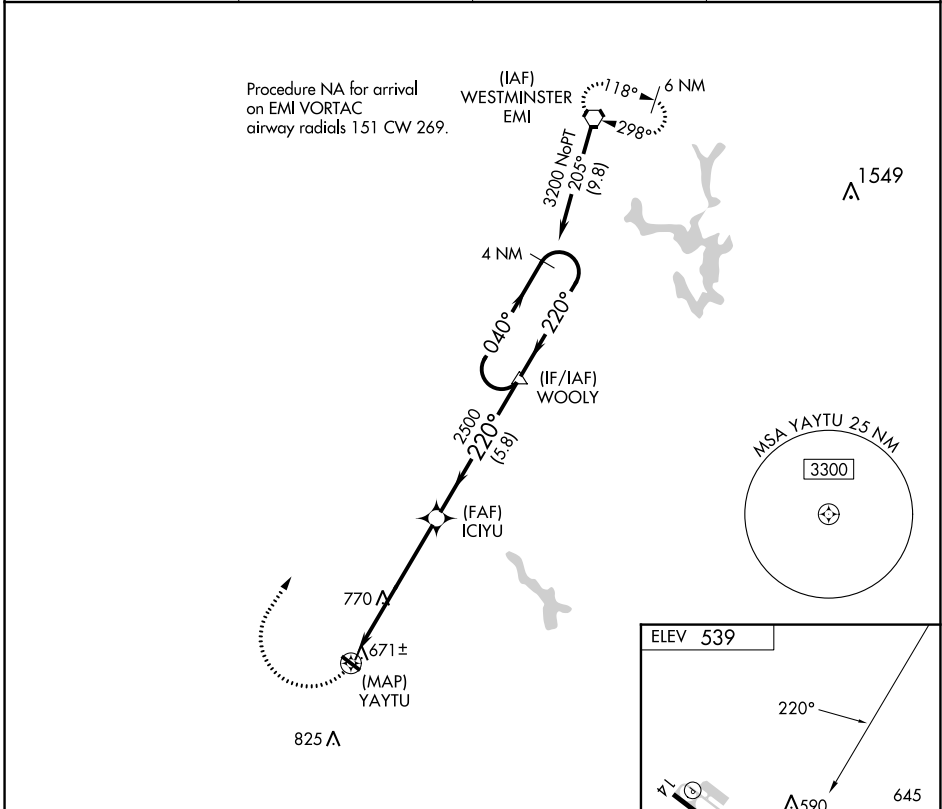 Procedure NA for arrival
on EMI VORTAC
airway radials 151 CW 269.
(IAF)
WESTMINSTER
EMI
118°
6 NM
298°
3200 NoPT
205°
(9.8)
1549
4 NM
040°
220°
(IF/IAF)
WOOLY
2500
220°
(5.8)
MSA YAYTU 25 NM
3300
(FAF)
ICIYU
770
671±
(MAP)
YAYTU
825
ELEV 539
220°
14
P
590
645